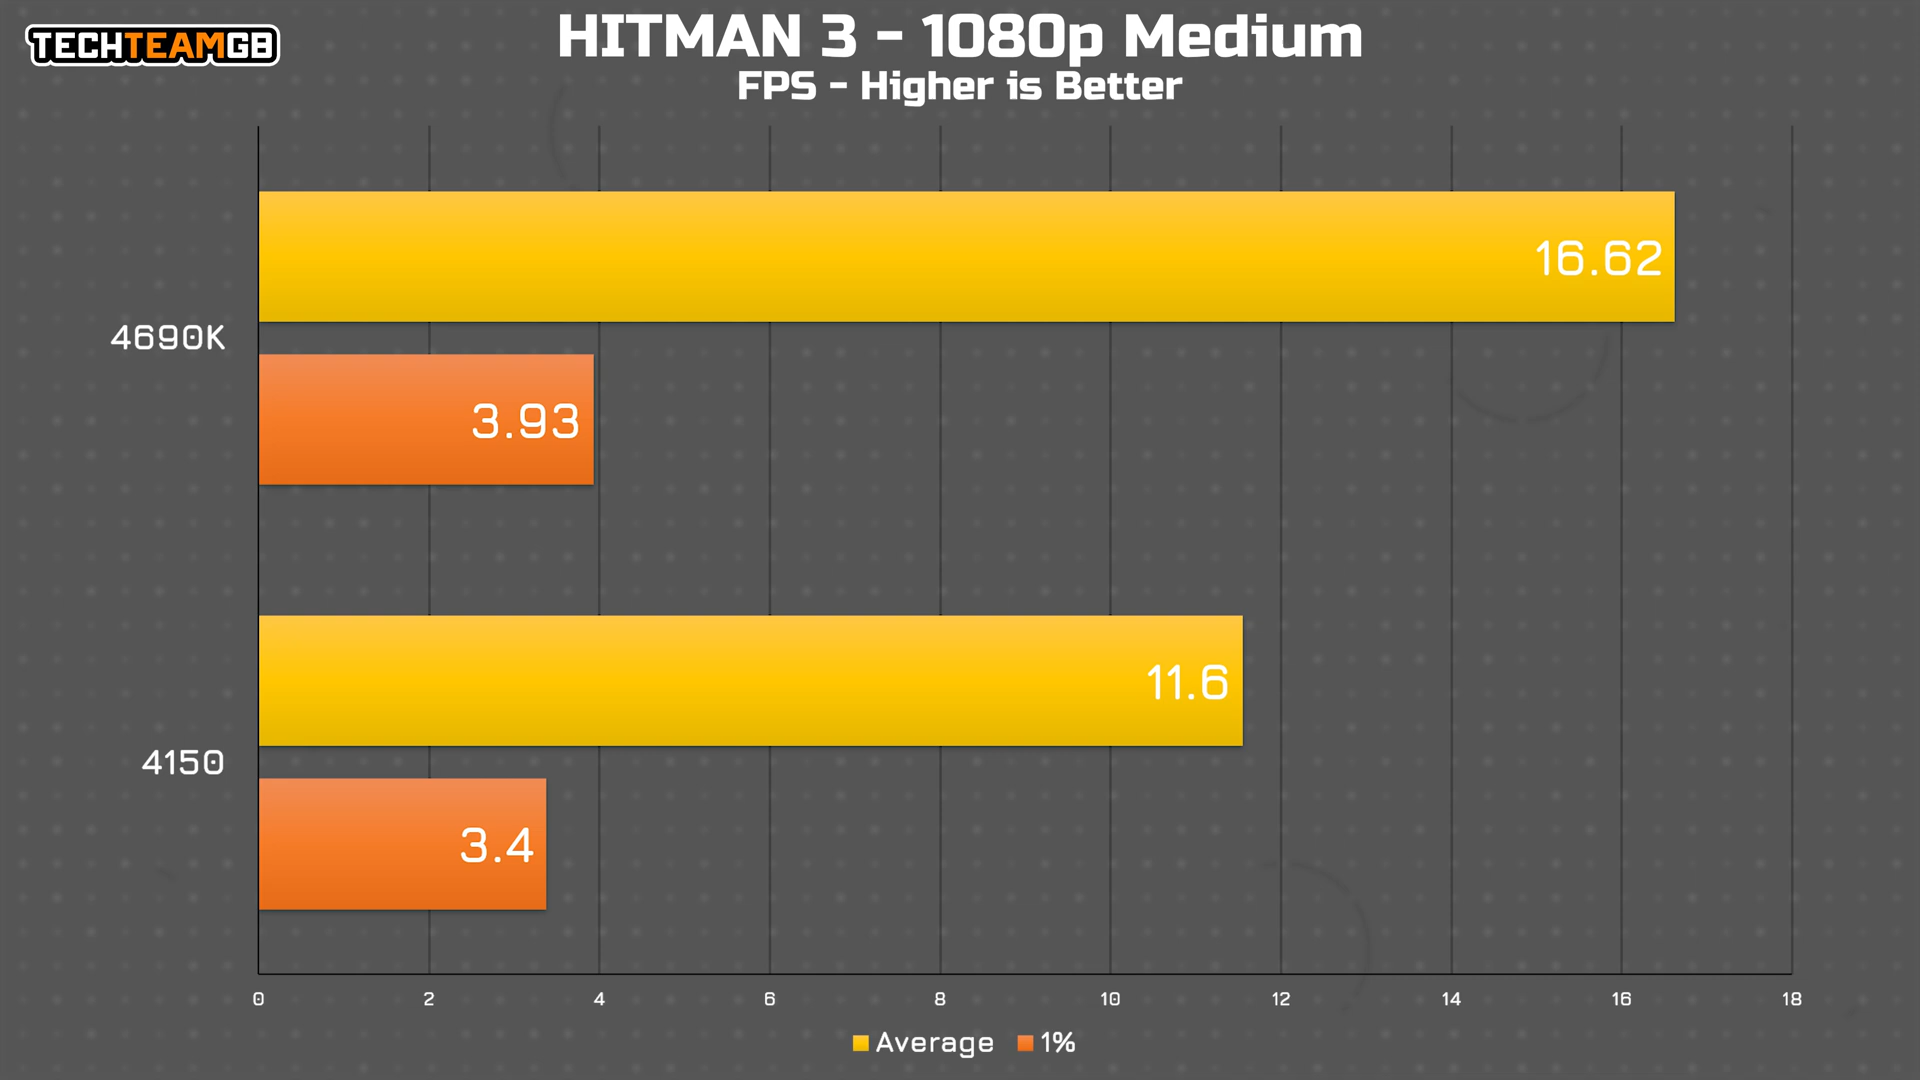 TECHTEAMGB
HITMAN 3 - 1080p Medium
FPS - Higher is Better
4690K
16.62
3.93
4150
11.6
3.4
0 2 4 6 8 10 12 14 16 18
Average 1%